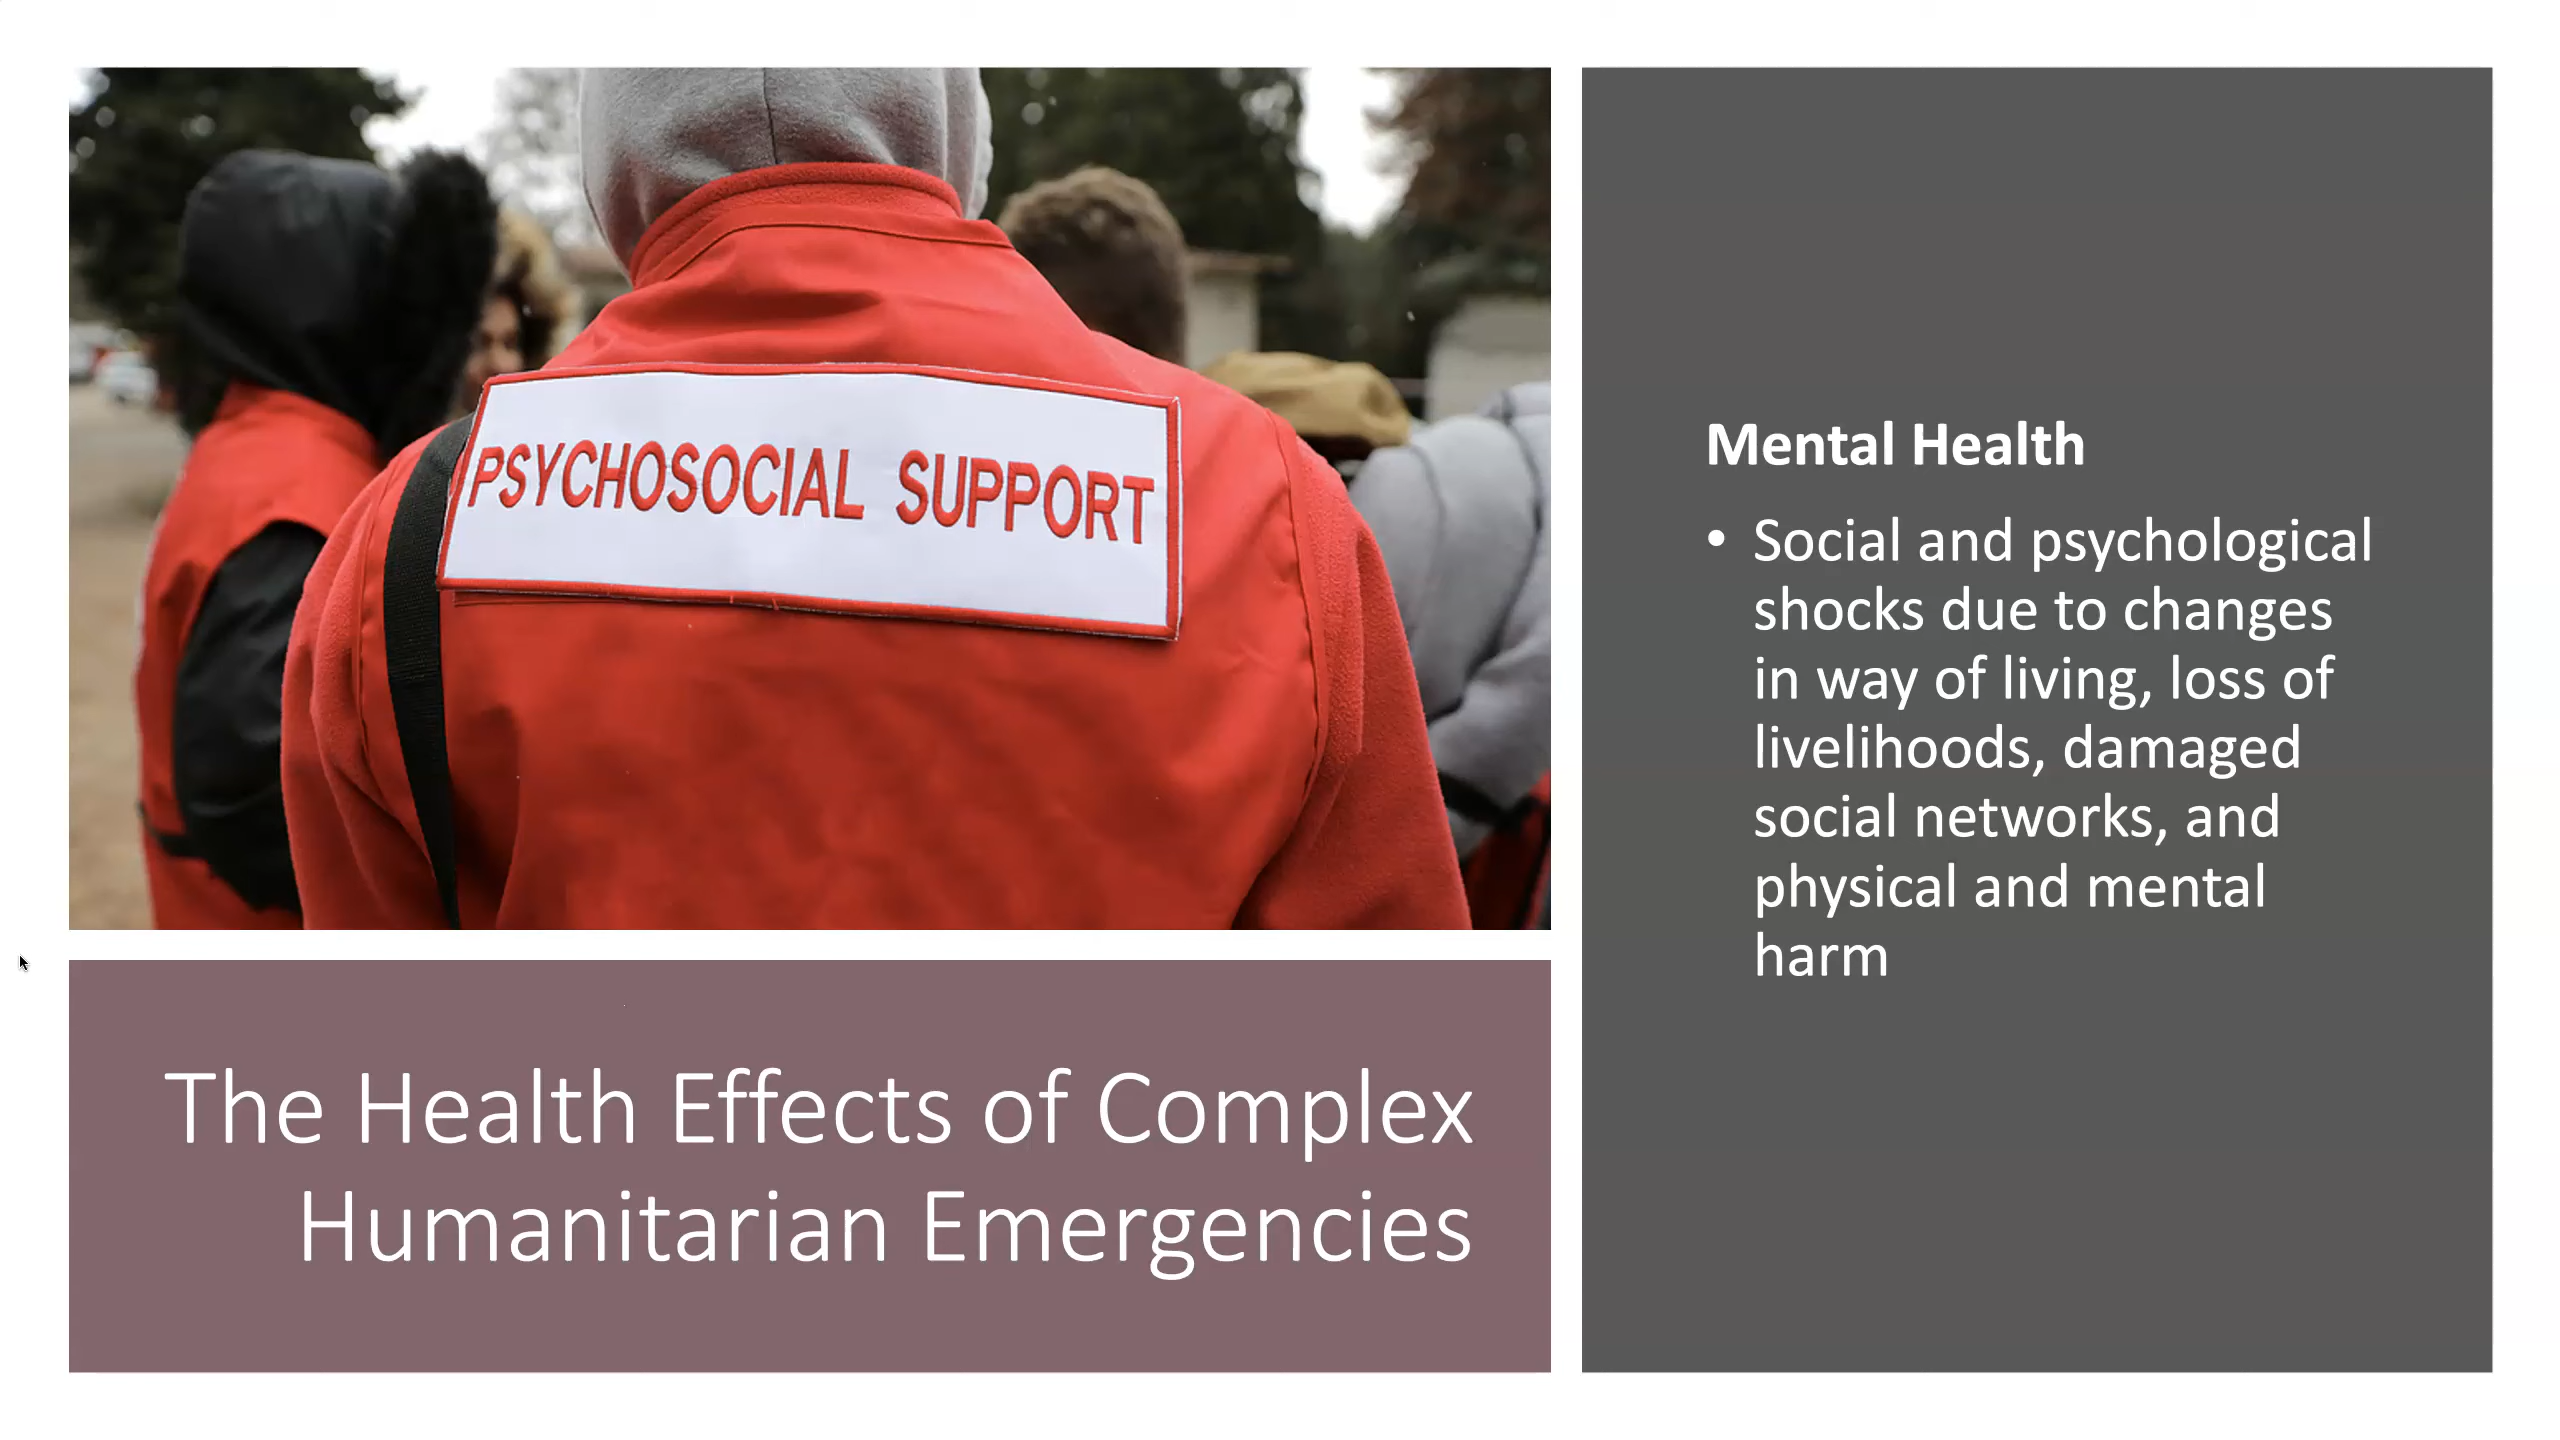 PSYCHOSOCIAL SUPPORT
The Health Effects of Complex
Humanitarian Emergencies
Mental Health
• Social and psychological
shocks due to changes
in way of living, loss of
livelihoods, damaged
social networks, and
physical and mental
harm